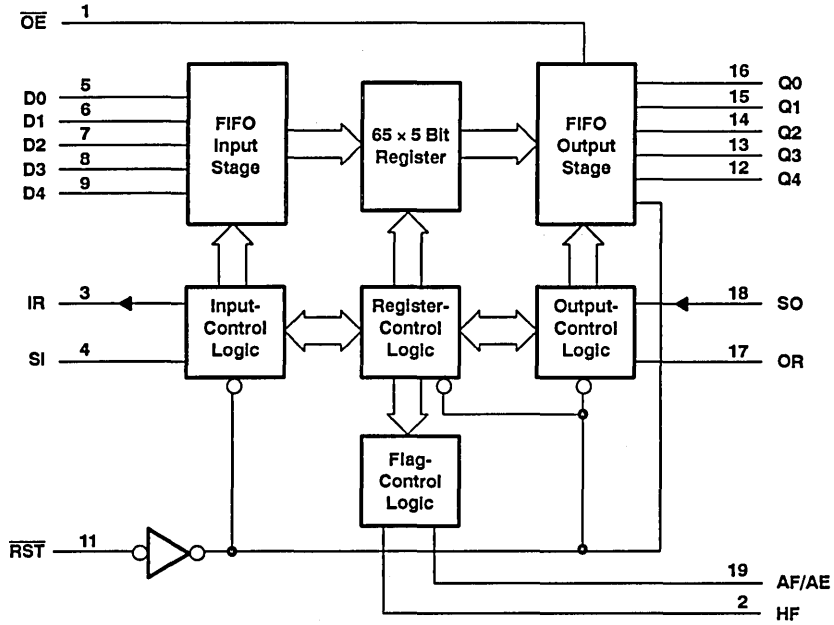 OE 1
D0 5
D1 6
D2 7
D3 8
D4 9
FIFO
Input
Stage
65 × 5 Bit
Register
FIFO
Output
Stage
16 Q0
15 Q1
14 Q2
13 Q3
12 Q4
IR 3
SI 4
Input-
Control
Logic
Register-
Control
Logic
Output-
Control
Logic
18 SO
17 OR
Flag-
Control
Logic
RST 11
19 AF/AE
2 HF